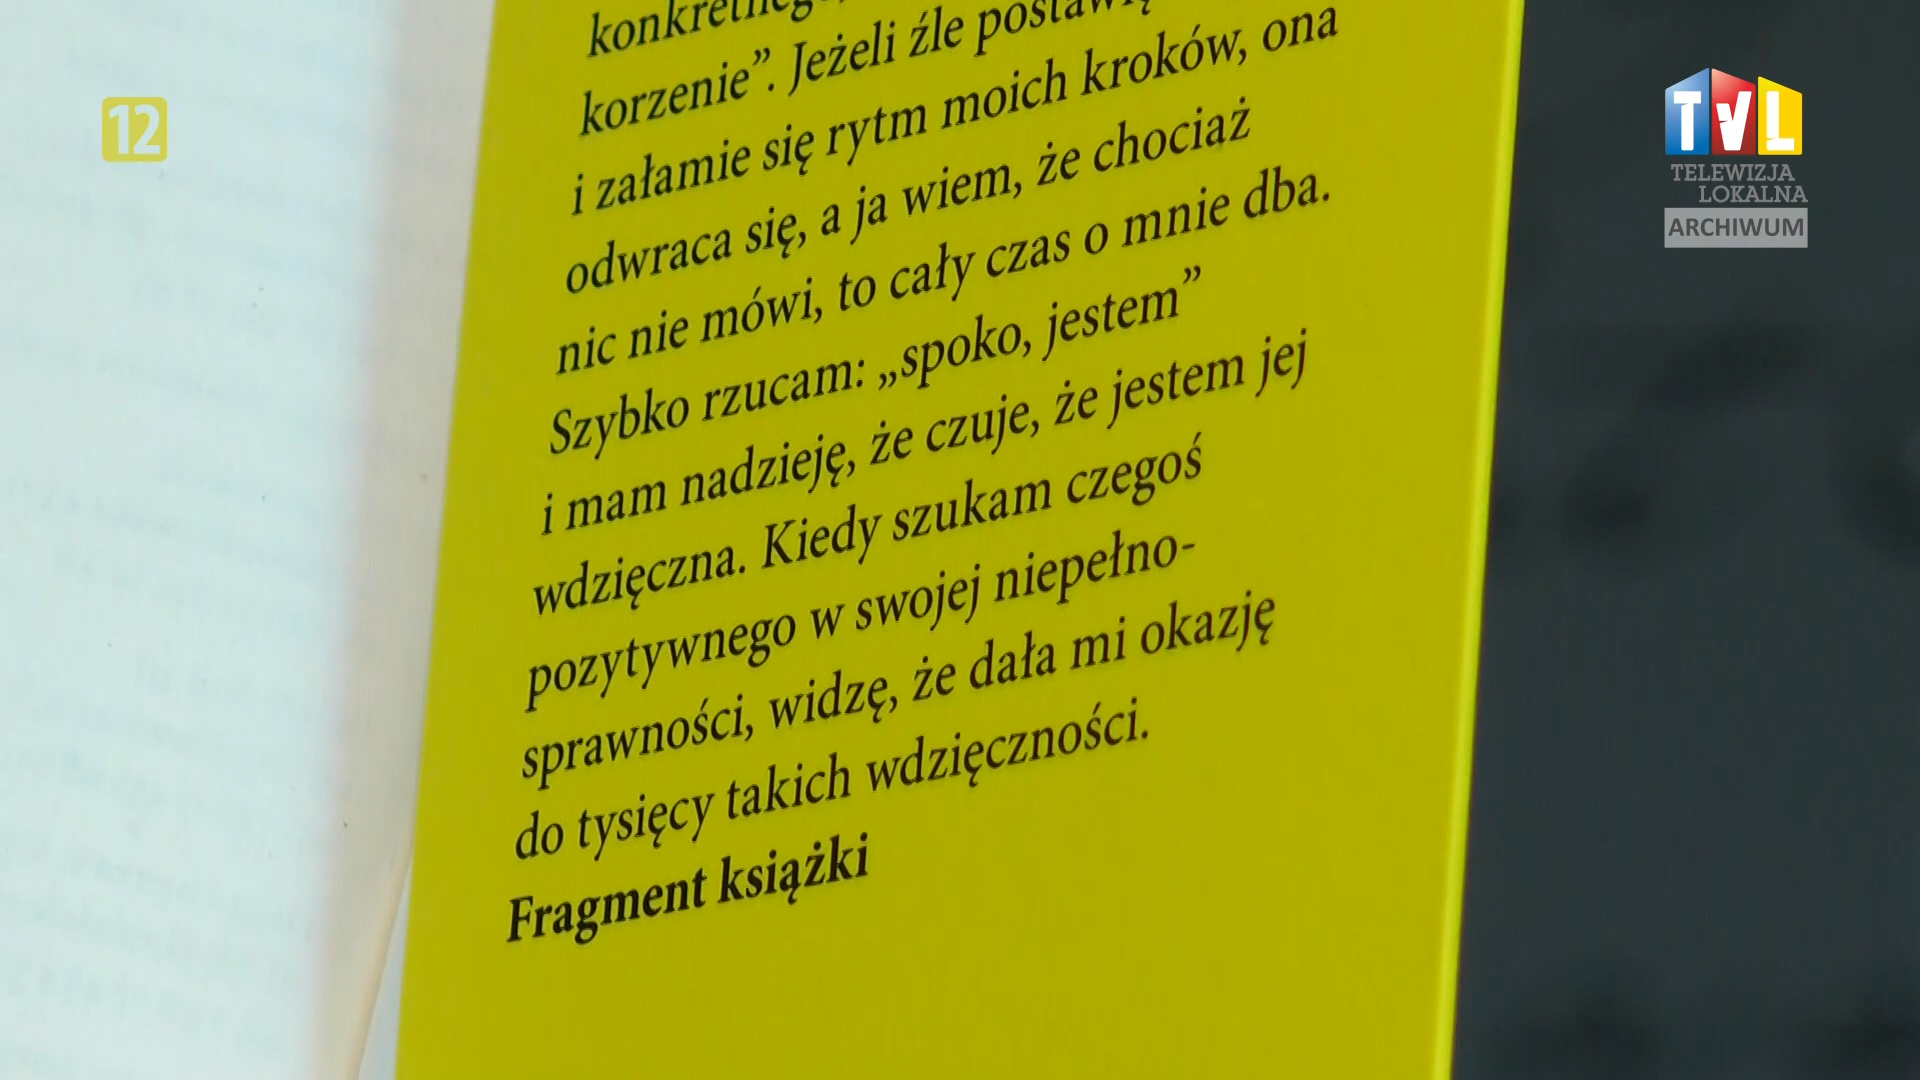 12
korzenie”. Jeżeli źle
i załamie się rytm moich kroków, ona
odwraca się, a ja wiem, że chociaż
nic nie mówi, to cały czas o mnie dba.
Szybko rzucam: „spoko, jestem”
i mam nadzieję, że czuje, że jestem jej
wdzięczna. Kiedy szukam czegoś
pozytywnego w swojej niepełno-
sprawności, widzę, że dała mi okazję
do tysięcy takich wdzięczności.
Fragment książki
TVL
TELEWIZJA
LOKALNA
ARCHIWUM